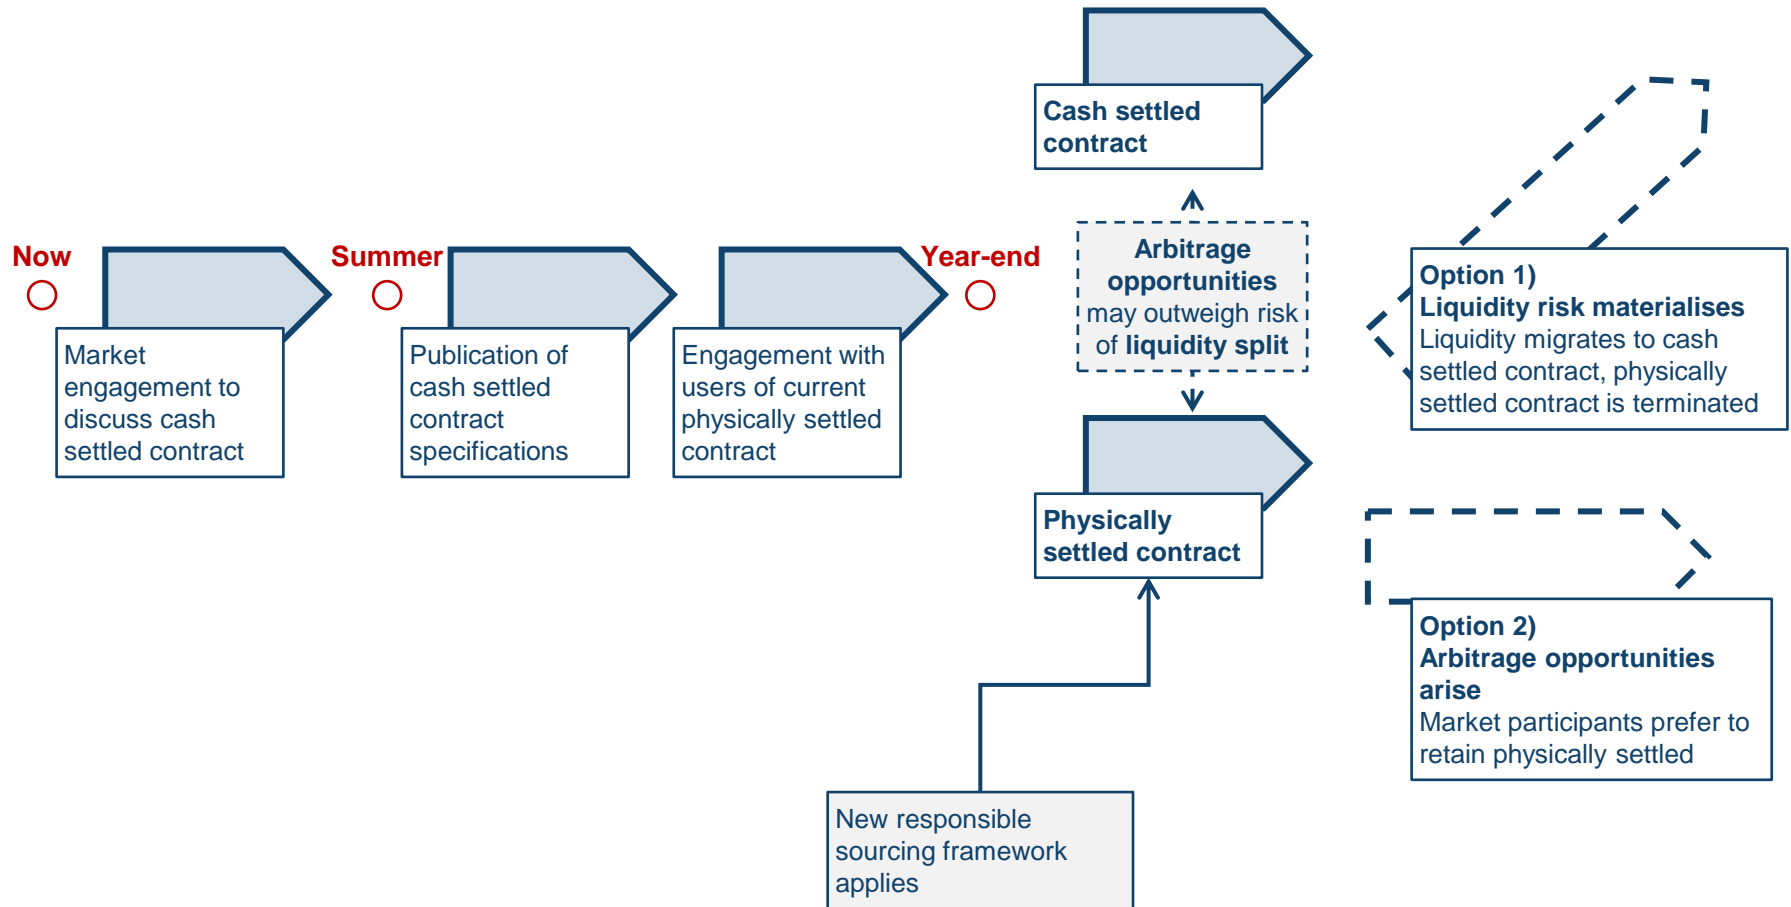 Now
Market
engagement to
discuss cash
settled contract
Summer
Publication of
cash settled
contract
specifications
Engagement with
users of current
physically settled
contract
Year-end
Cash settled
contract
Arbitrage
opportunities
may outweigh risk
of liquidity split
Physically
settled contract
New responsible
sourcing framework
applies
Option 1)
Liquidity risk materialises
Liquidity migrates to cash
settled contract, physically
settled contract is terminated
Option 2)
Arbitrage opportunities
arise
Market participants prefer to
retain physically settled